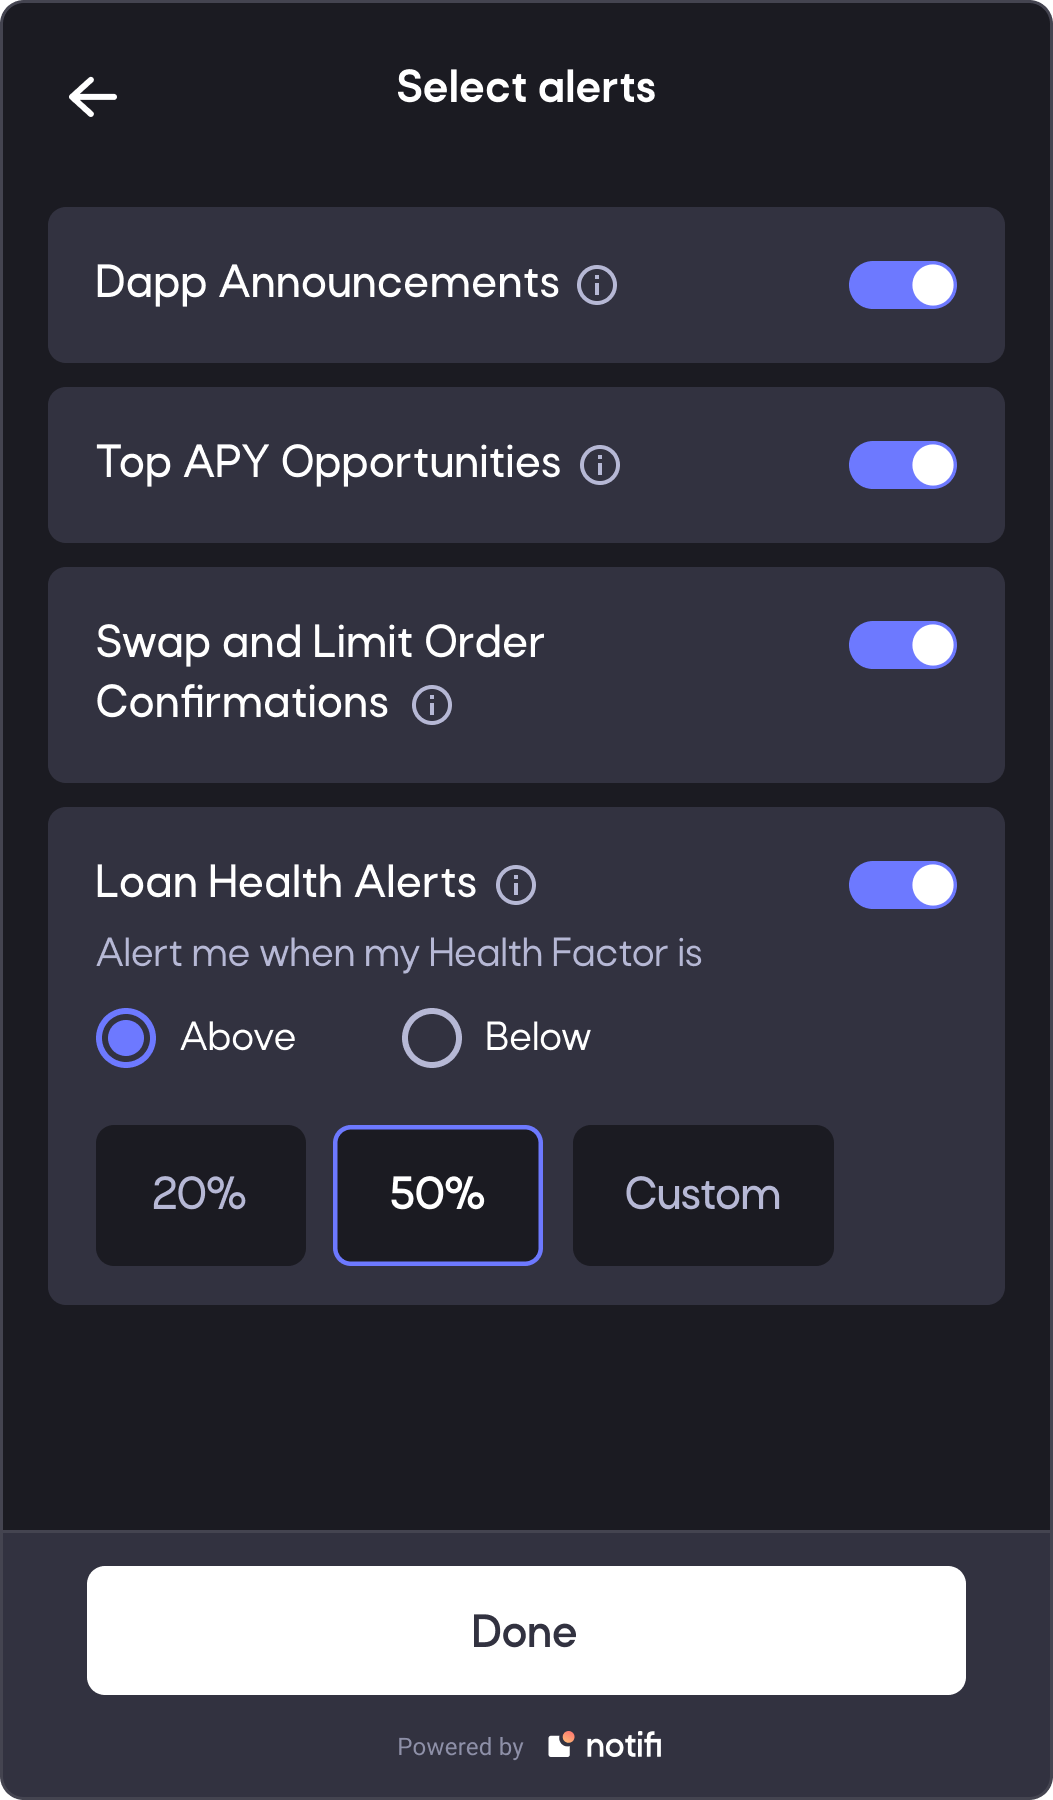 Select alerts
Dapp Announcements
Top APY Opportunities
Swap and Limit Order
Confirmations
Loan Health Alerts
Alert me when my Health Factor is
Above Below
20% 50% Custom
Done
Powered by notifi